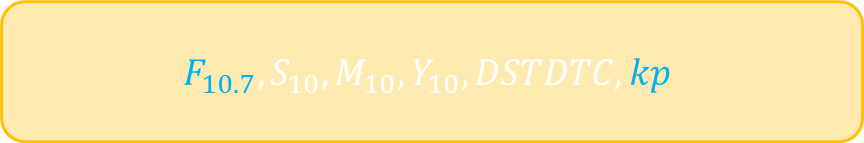 F₁₀.₇, S₁₀, M₁₀, Y₁₀, DSTDTC, kp